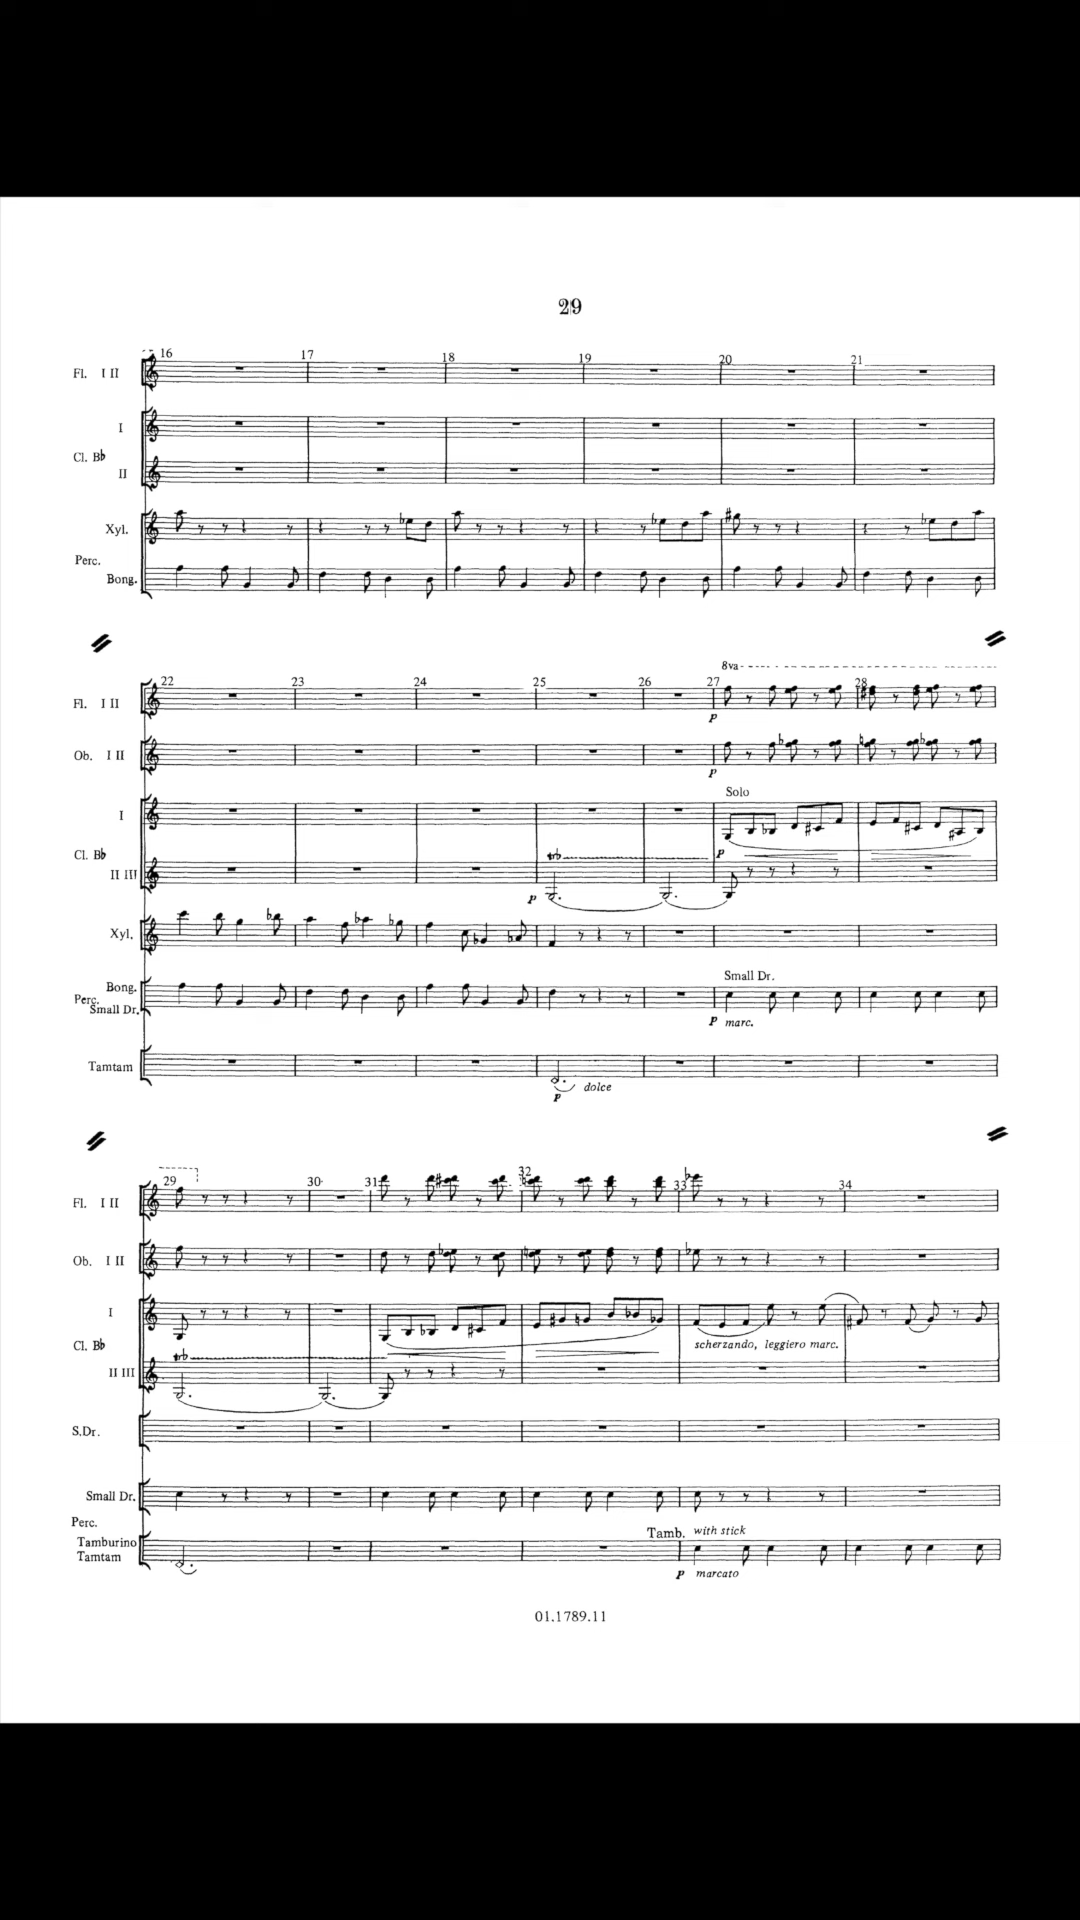 29
16 17 18 19 20 21
Fl. I II
I
Cl. B♭
II
Xyl.
Perc.
Bong.
8va
22 23 24 25 26 27 28
Fl. I II
p
Ob. I II
p
Solo
I
p
Cl. B♭
trb
II III
p
Xyl.
Small Dr.
Bong.
Perc.
Small Dr.
p marc.
Tamtam
dolce
p
29 30 31 32 33 34
Fl. I II
Ob. I II
I
scherzando, leggiero marc.
Cl. B♭
trb
II III
S.Dr.
Small Dr.
Perc.
Tamb. with stick
Tamburino
Tamtam
p marcato
01.1789.11